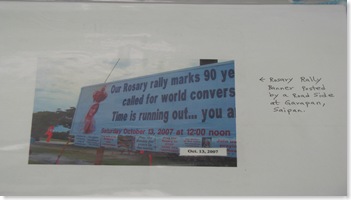 Our Rosary rally marks 90 ye
called for world convers
Time is running out... you a
Saturday October 13, 2007 at 12:00 noon
Oct. 13, 2007
← Rosary Rally
Banner Posted
by a Road Side
at Garapan,
Saipan.